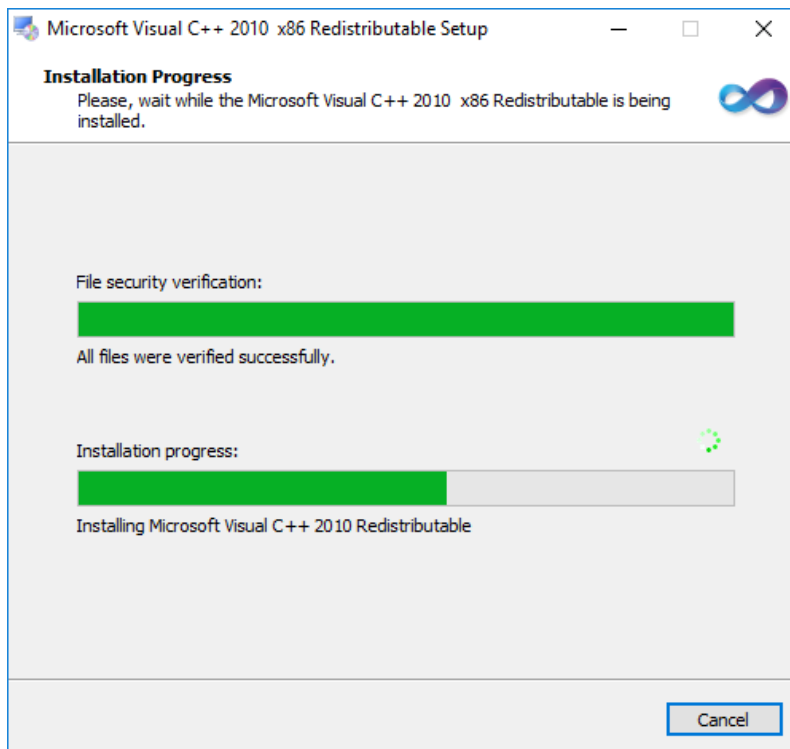 Microsoft Visual C++ 2010  x86 Redistributable Setup
Installation Progress
Please, wait while the Microsoft Visual C++ 2010  x86 Redistributable is being
installed.
File security verification:
All files were verified successfully.
Installation progress:
Installing Microsoft Visual C++ 2010 Redistributable
Cancel